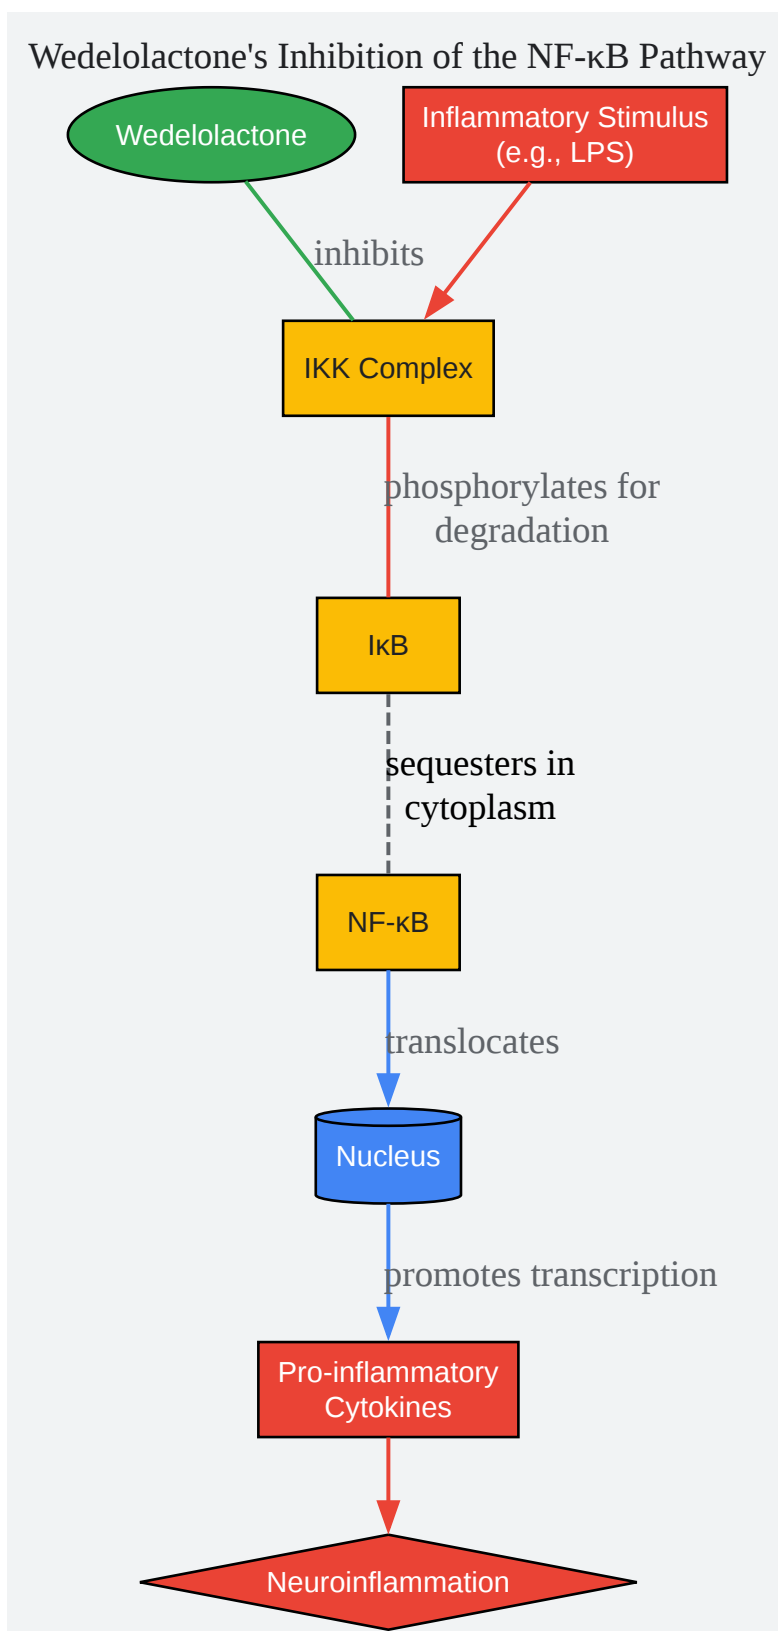 Wedelolactone's Inhibition of the NF-κB Pathway
Wedelolactone
Inflammatory Stimulus
(e.g., LPS)
inhibits
IKK Complex
phosphorylates for
degradation
IκB
sequesters in
cytoplasm
NF-κB
translocates
Nucleus
promotes transcription
Pro-inflammatory
Cytokines
Neuroinflammation